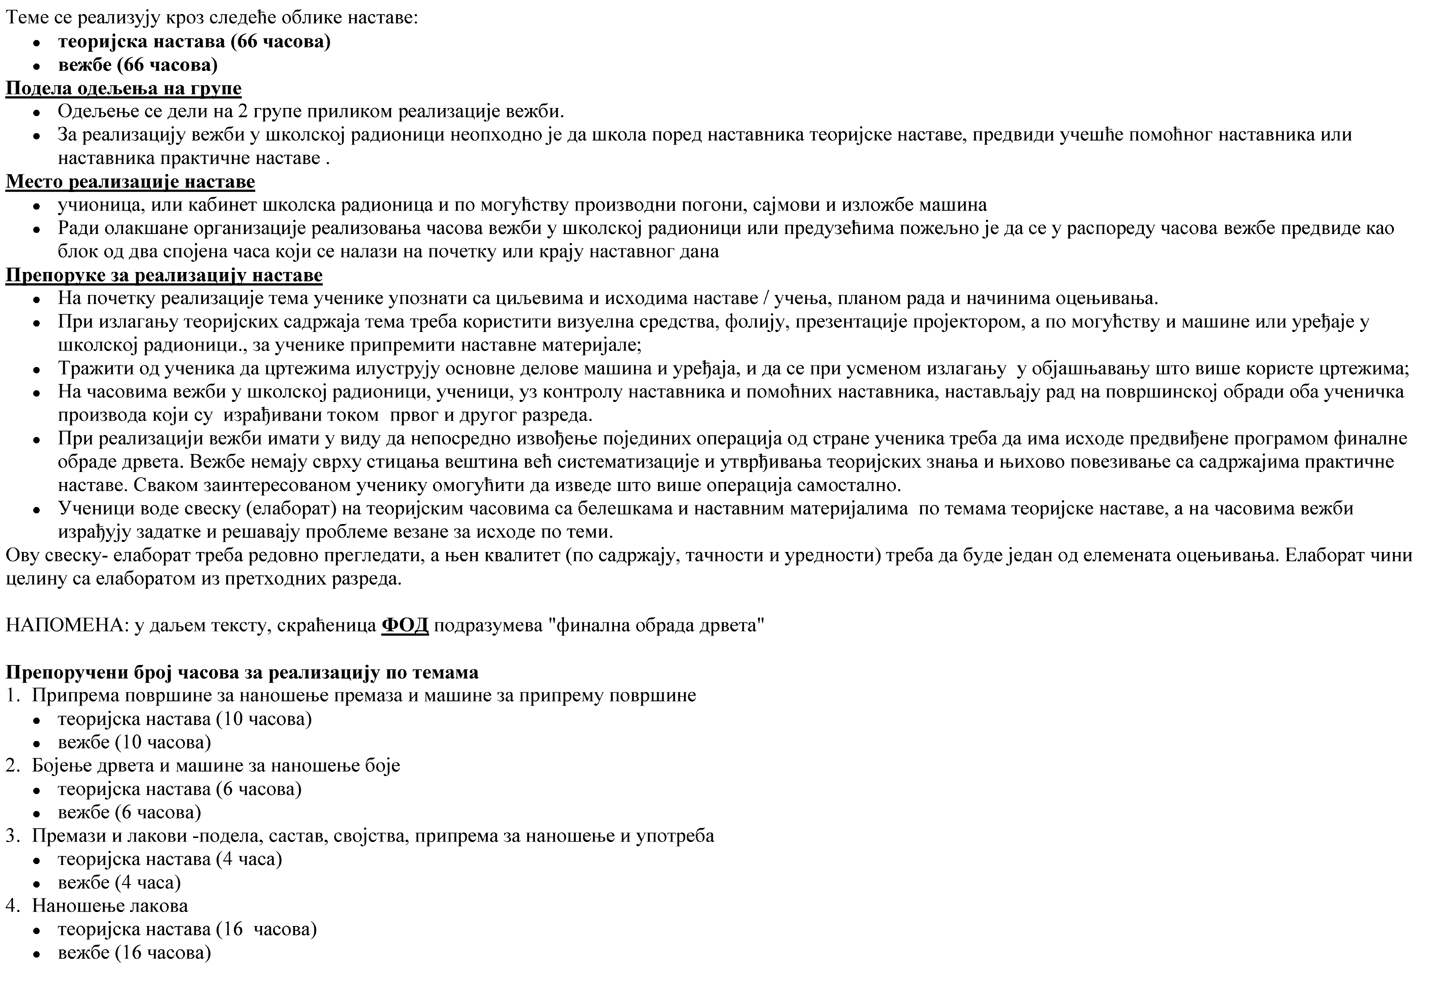 Теме се реализују кроз следеће облике наставе:
● теоријска настава (66 часова)
● вежбе (66 часова)
Подела одељења на групе
● Одељење се дели на 2 групе приликом реализације вежби.
● За реализацију вежби у школској радионици неопходно је да школа поред наставника теоријске наставе, предвиди учешће помоћног наставника или
наставника практичне наставе .
Место реализације наставе
● учионица, или кабинет школска радионица и по могућству производни погони, сајмови и изложбе машина
● Ради олакшане организације реализовања часова вежби у школској радионици или предузећима пожељно је да се у распореду часова вежбе предвиде као
блок од два спојена часа који се налази на почетку или крају наставног дана
Препоруке за реализацију наставе
● На почетку реализације тема ученике упознати са циљевима и исходима наставе / учења, планом рада и начинима оцењивања.
● При излагању теоријских садржаја тема треба користити визуелна средства, фолију, презентације пројектором, а по могућству и машине или уређаје у
школској радионици., за ученике припремити наставне материјале;
● Тражити од ученика да цртежима илуструју основне делове машина и уређаја, и да се при усменом излагању  у објашњавању што више користе цртежима;
● На часовима вежби у школској радионици, ученици, уз контролу наставника и помоћних наставника, настављају рад на површинској обради оба ученичка
производа који су  израђивани током  првог и другог разреда.
● При реализацији вежби имати у виду да непосредно извођење појединих операција од стране ученика треба да има исходе предвиђене програмом финалне
обраде дрвета. Вежбе немају сврху стицања вештина већ систематизације и утврђивања теоријских знања и њихово повезивање са садржајима практичне
наставе. Сваком заинтересованом ученику омогућити да изведе што више операција самостално.
● Ученици воде свеску (елаборат) на теоријским часовима са белешкама и наставним материјалима  по темама теоријске наставе, а на часовима вежби
израђују задатке и решавају проблеме везане за исходе по теми.
Ову свеску- елаборат треба редовно прегледати, а њен квалитет (по садржају, тачности и уредности) треба да буде један од елемената оцењивања. Елаборат чини
целину са елаборатом из претходних разреда.
НАПОМЕНА: у даљем тексту, скраћеница ФОД подразумева "финална обрада дрвета"
Препоручени број часова за реализацију по темама
1. Припрема површине за наношење премаза и машине за припрему површине
● теоријска настава (10 часова)
● вежбе (10 часова)
2. Бојење дрвета и машине за наношење боје
● теоријска настава (6 часова)
● вежбе (6 часова)
3. Премази и лакови -подела, састав, својства, припрема за наношење и употреба
● теоријска настава (4 часа)
● вежбе (4 часа)
4. Наношење лакова
● теоријска настава (16  часова)
● вежбе (16 часова)